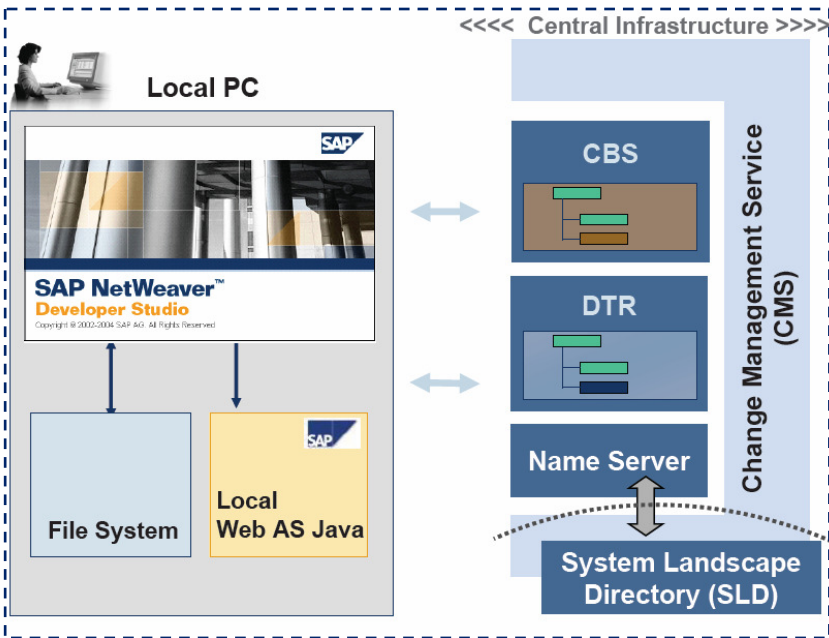 <<<< Central Infrastructure >>>>
Local PC
SAP
SAP NetWeaver™
Developer Studio
Copyright © 2002-2004 SAP AG. All Rights Reserved
File System
SAP
Local
Web AS Java
CBS
DTR
Name Server
System Landscape
Directory (SLD)
Change Management Service
(CMS)